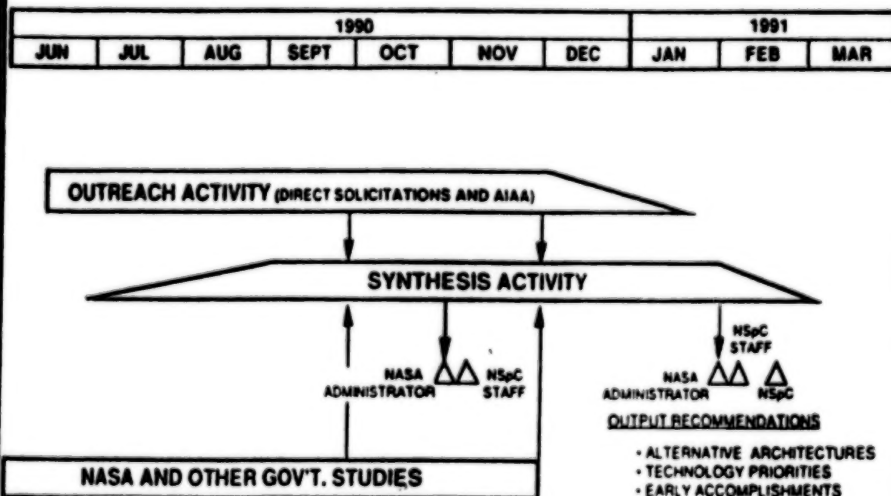 1990 1991
JUN JUL AUG SEPT OCT NOV DEC JAN FEB MAR
OUTREACH ACTIVITY (DIRECT SOLICITATIONS AND AIAA)
SYNTHESIS ACTIVITY
NASA ADMINISTRATOR
NSpC STAFF
NSpC STAFF
NASA ADMINISTRATOR
NSpC
OUTPUT RECOMMENDATIONS
• ALTERNATIVE ARCHITECTURES
• TECHNOLOGY PRIORITIES
• EARLY ACCOMPLISHMENTS
NASA AND OTHER GOV'T. STUDIES